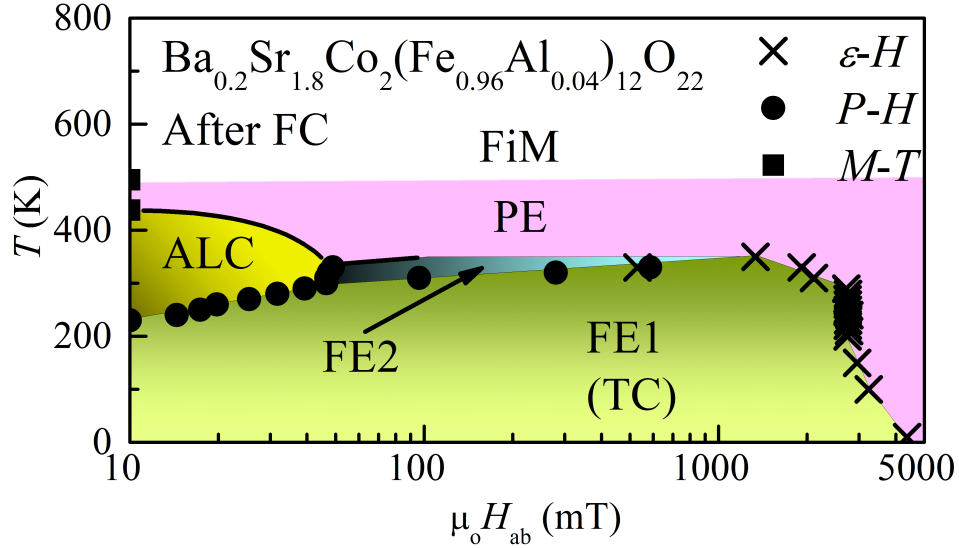 800
600
400
200
0
T (K)
Ba0.2Sr1.8Co2(Fe0.96Al0.04)12O22
After FC
ε-H
P-H
M-T
FiM
PE
ALC
FE2
FE1
(TC)
10
100
1000
5000
μoHab (mT)